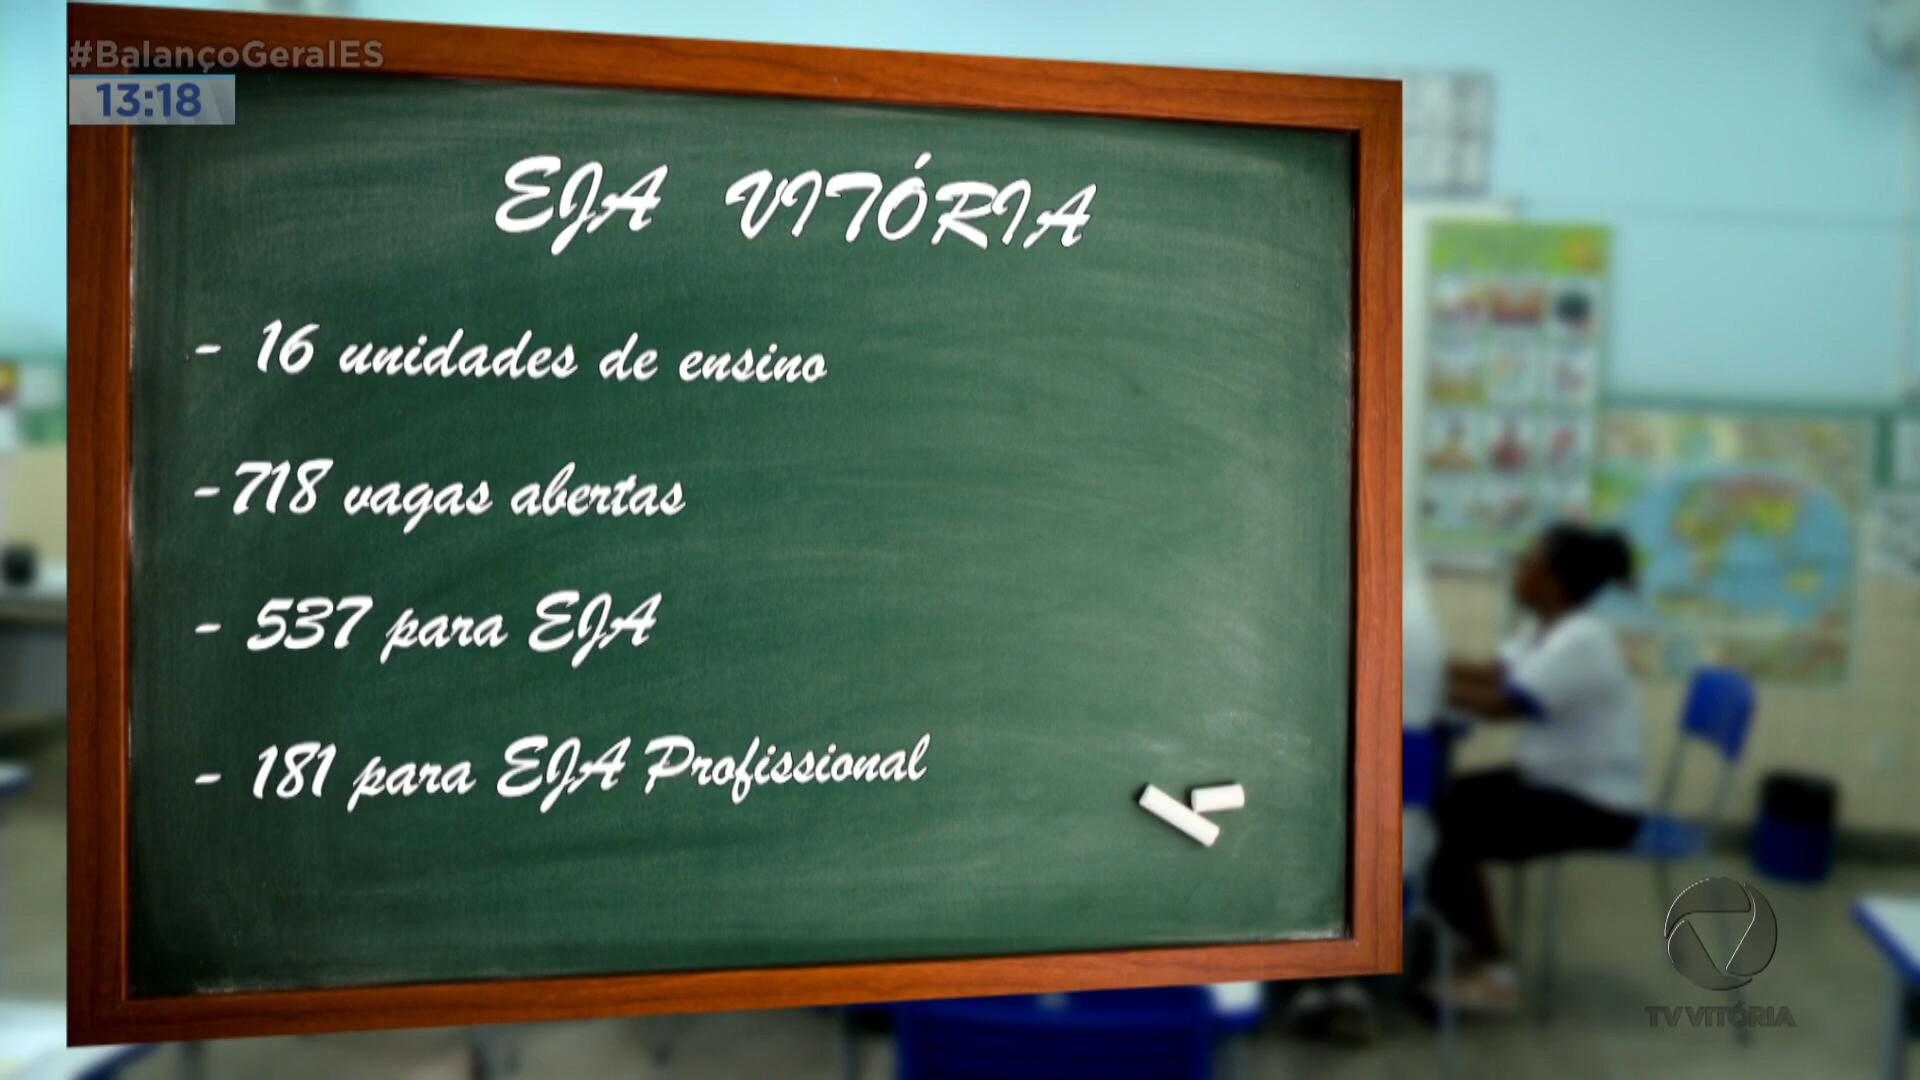 #BalançoGeralES
13:18
EJA VITÓRIA
- 16 unidades de ensino
-718 vagas abertas
- 537 para EJA
- 181 para EJA Profissional
TV VITÓRIA